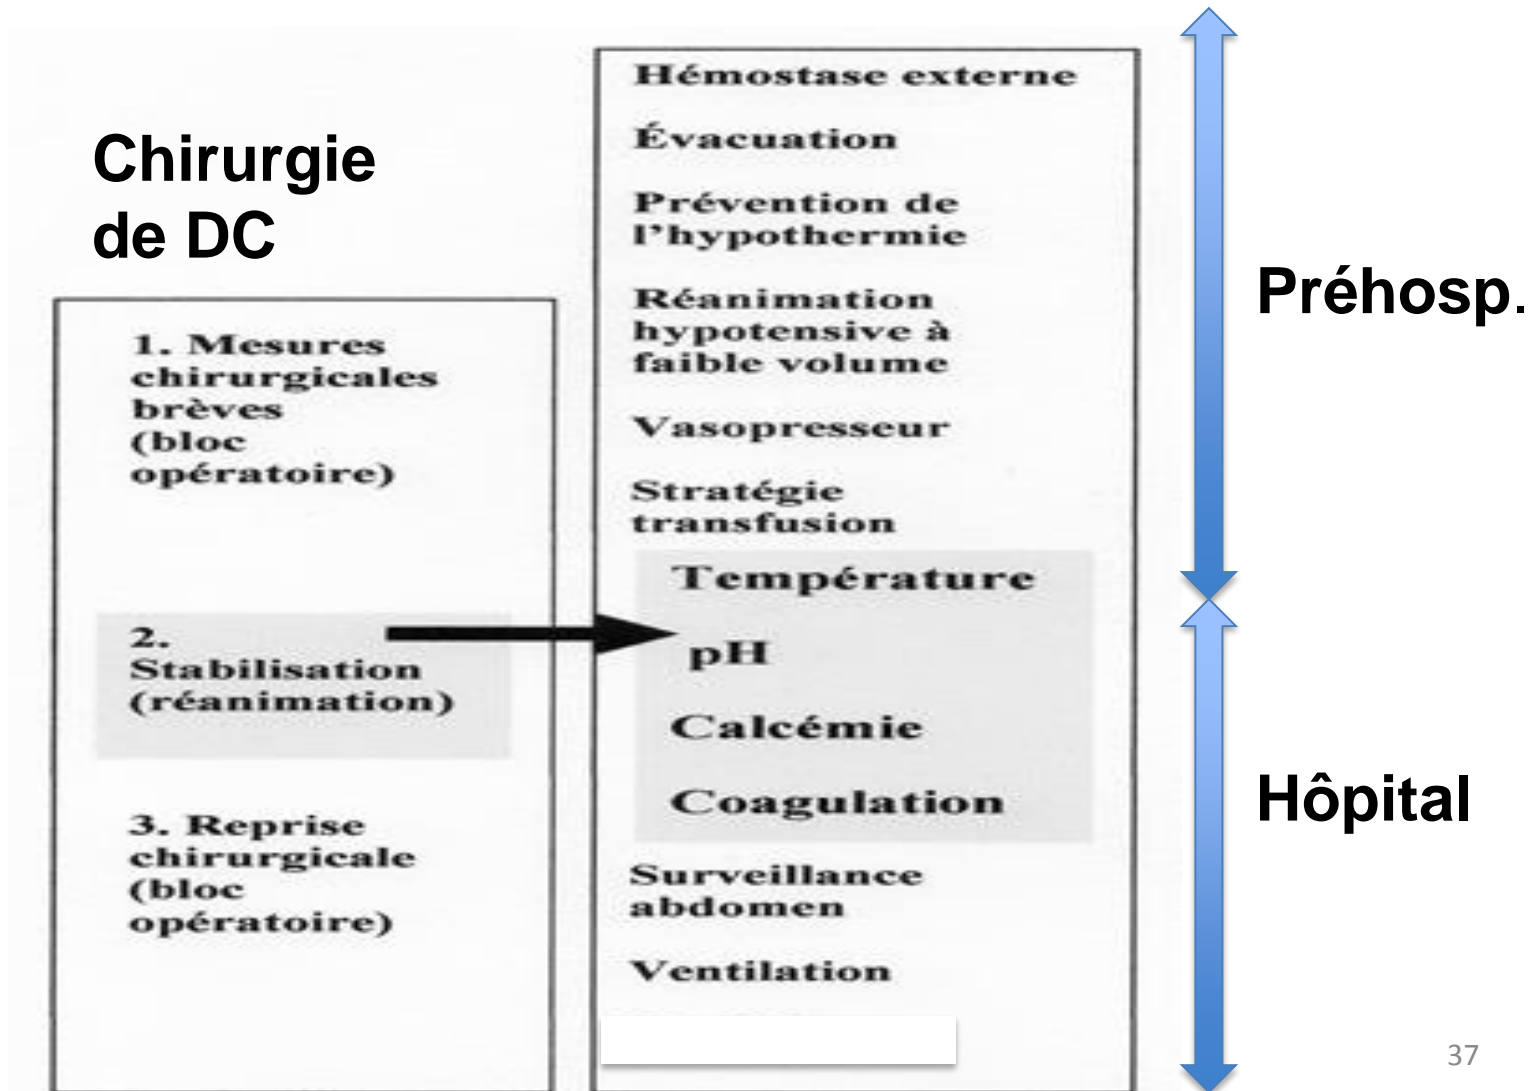 Chirurgie
de DC
1. Mesures
chirurgicales
brèves
(bloc
opératoire)
2.
Stabilisation
(réanimation)
3. Reprise
chirurgicale
(bloc
opératoire)
Hémostase externe
Évacuation
Prévention de
l'hypothermie
Réanimation
hypotensive à
faible volume
Vasopresseur
Stratégie
transfusion
Température
pH
Calcémie
Coagulation
Surveillance
abdomen
Ventilation
Préhosp.
Hôpital
37